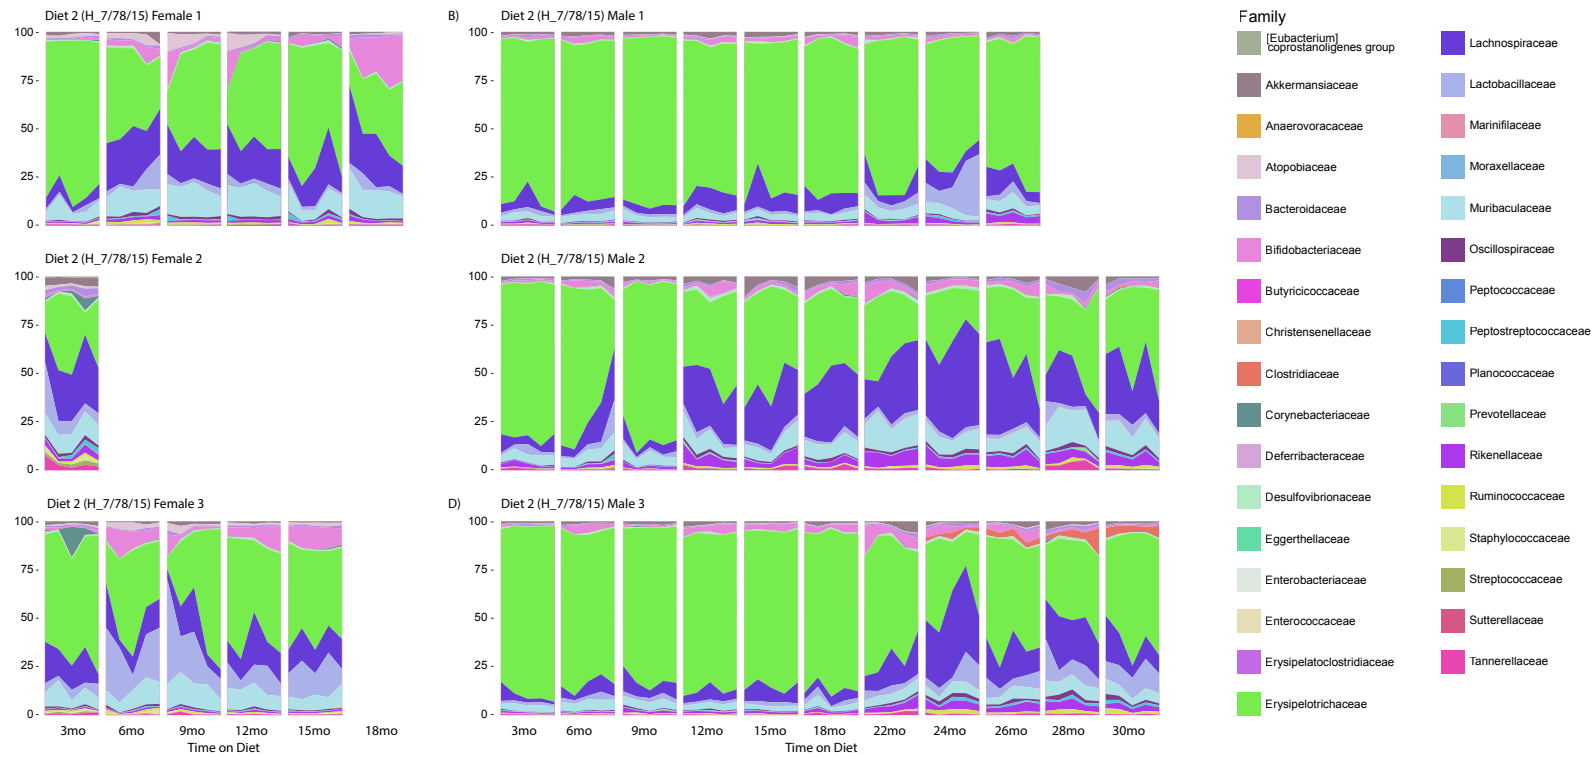 Diet 2 (H_7/78/15) Female 1
100
75
50
25
0
B)
Diet 2 (H_7/78/15) Male 1
100
75
50
25
0
Diet 2 (H_7/78/15) Female 2
100
75
50
25
0
Diet 2 (H_7/78/15) Male 2
100
75
50
25
0
Diet 2 (H_7/78/15) Female 3
100
75
50
25
0
3mo 6mo 9mo 12mo 15mo 18mo
Time on Diet
D)
Diet 2 (H_7/78/15) Male 3
100
75
50
25
0
3mo 6mo 9mo 12mo 15mo 18mo 22mo 24mo 26mo 28mo 30mo
Time on Diet
Family
[Eubacterium]
coprostanoligenes group
Akkermansiaceae
Anaerovoracaceae
Atopobiaceae
Bacteroidaceae
Bifidobacteriaceae
Butyricicoccaceae
Christensenellaceae
Clostridiaceae
Corynebacteriaceae
Deferribacteraceae
Desulfovibrionaceae
Eggerthellaceae
Enterobacteriaceae
Enterococcaceae
Erysipelatoclostridiaceae
Erysipelotrichaceae
Lachnospiraceae
Lactobacillaceae
Marinifilaceae
Moraxellaceae
Muribaculaceae
Oscillospiraceae
Peptococcaceae
Peptostreptococcaceae
Planococcaceae
Prevotellaceae
Rikenellaceae
Ruminococcaceae
Staphylococcaceae
Streptococcaceae
Sutterellaceae
Tannerellaceae